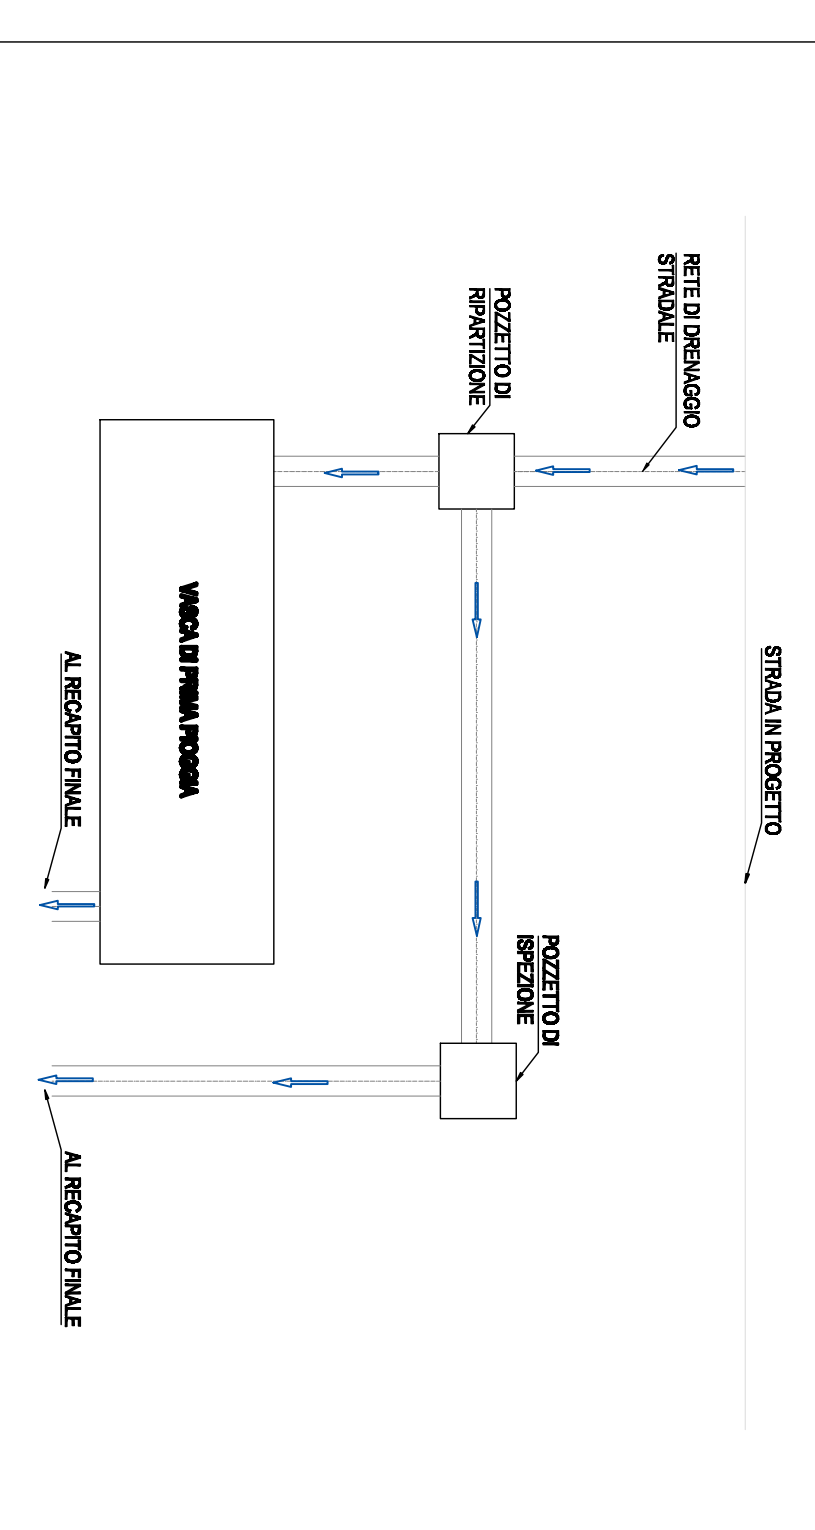 STRADA IN PROGETTO
RETE DI DRENAGGIO
STRADALE
POZZETTO DI
RIPARTIZIONE
POZZETTO DI
ISPEZIONE
VASCA DI PRIMA PIOGGIA
AL RECAPITO FINALE
AL RECAPITO FINALE